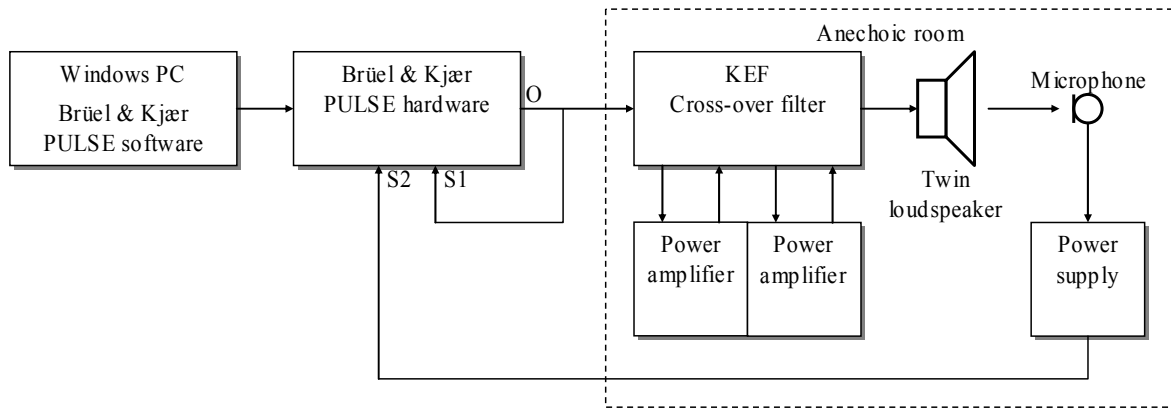 Windows PC
Brüel & Kjær
PULSE software
Brüel & Kjær
PULSE hardware
O
S2
S1
Anechoic room
KEF
Cross-over filter
Microphone
Twin
loudspeaker
Power
amplifier
Power
amplifier
Power
supply